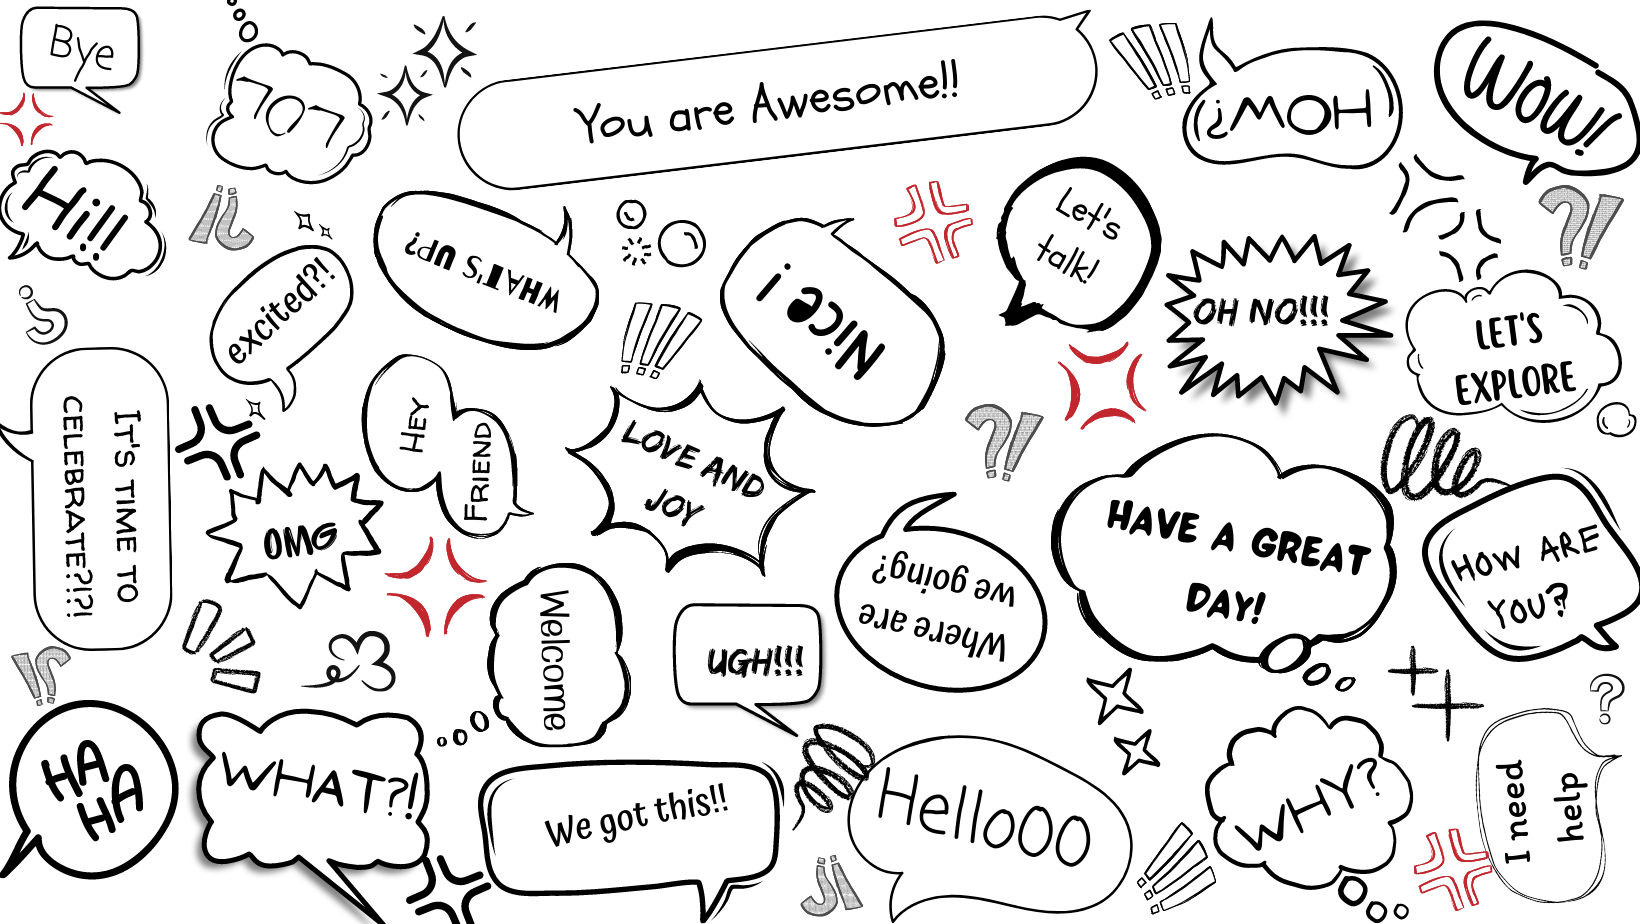 Bye
LOL
You are Awesome!!
HOW?
WOW!
Hi!!!
WHAT'S UP?
Let's
talk!
excited?!
Nice!
OH NO!!!
LET'S
EXPLORE
IT'S TIME TO
CELEBRATE?!?!
HEY
FRIEND
LOVE AND
JOY
OMG
Where are
we going?
HAVE A GREAT
DAY!
HOW ARE
YOU?
Welcome
UGH!!!
HA
HA
WHAT?!
We got this!!
HelloOO
WHY?
I need
help